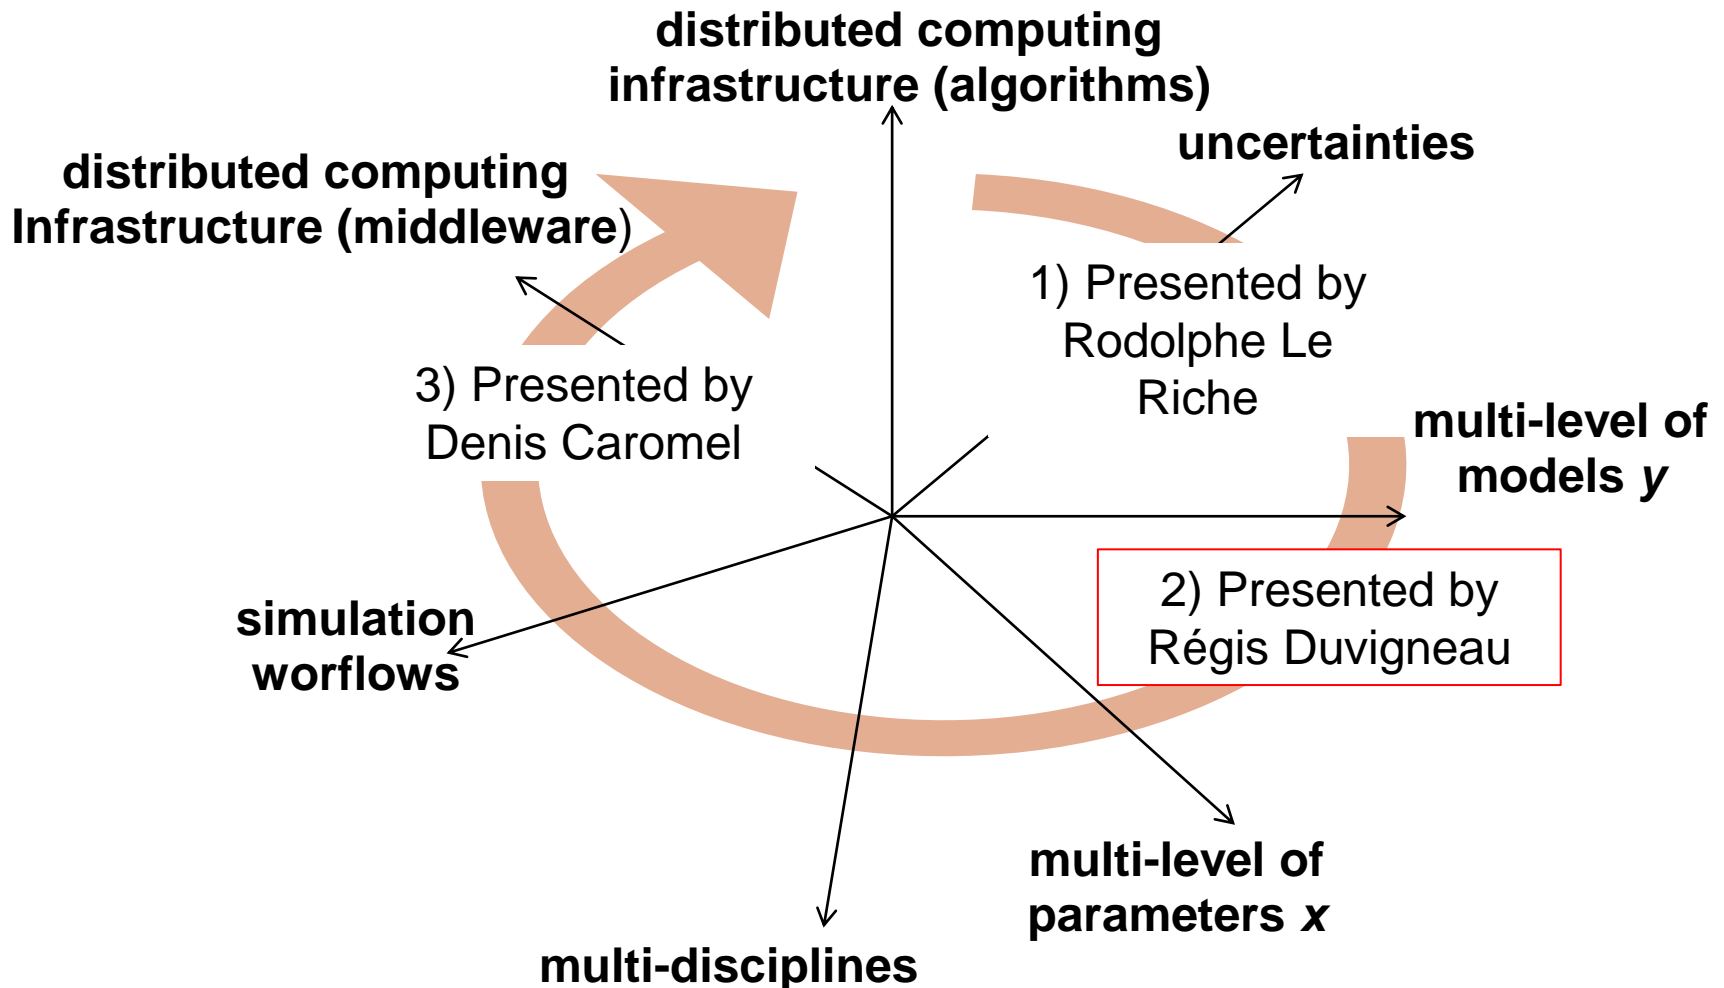 distributed computing
infrastructure (algorithms)
uncertainties
distributed computing
Infrastructure (middleware)
1) Presented by
Rodolphe Le
Riche
3) Presented by
Denis Caromel
multi-level of
models y
2) Presented by
Régis Duvigneau
simulation
worflows
multi-level of
parameters x
multi-disciplines